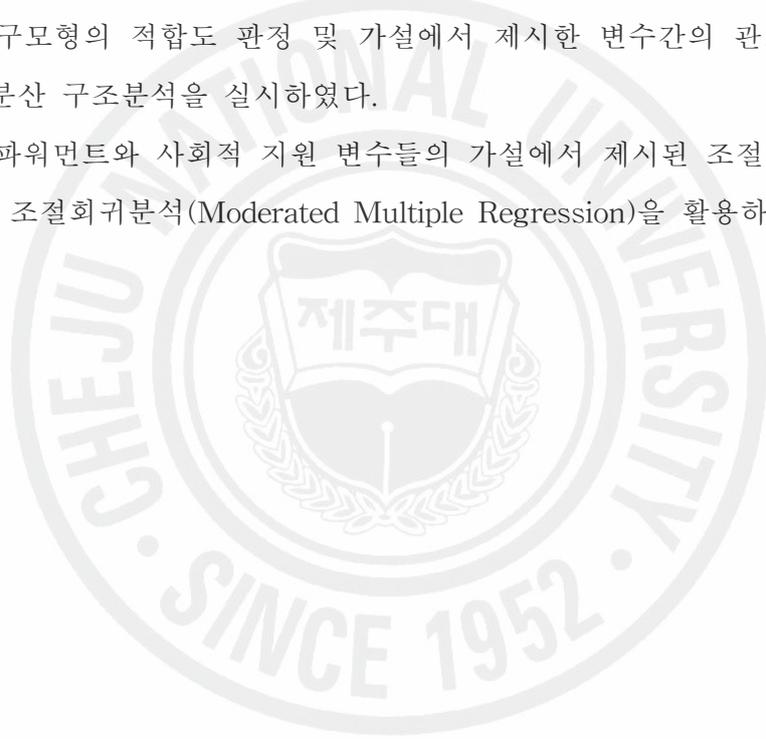 구모형의 적합도 판정 및 가설에서 제시한 변수간의 관
분산 구조분석을 실시하였다.
파워먼트와 사회적 지원 변수들의 가설에서 제시된 조절
조절회귀분석(Moderated Multiple Regression)을 활용하
CHEJU NATIONAL UNIVERSITY
제주대
SINCE 1952